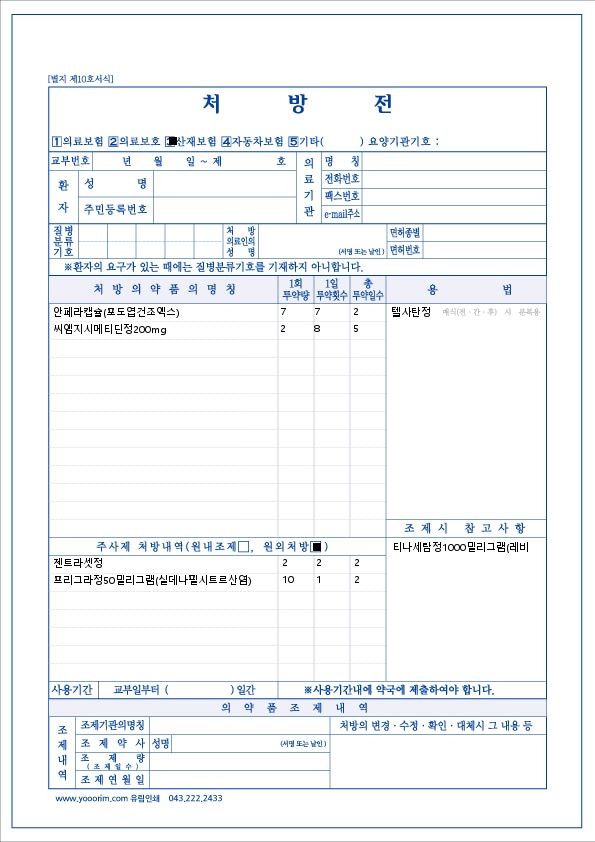 [별지 제10호서식]
처 방 전
1의료보험 2의료보호 산재보험 4자동차보험 5기타( ) 요양기관기호 :
교부번호 년 월 일 ~ 제 호
의료기관
명 칭
전화번호
팩스번호
e-mail주소
환자
성 명
주민등록번호
질병분류기호
처 방 의료인의 성 명
(서명 또는 날인)
면허종별
면허번호
※환자의 요구가 있는 때에는 질병분류기호를 기재하지 아니합니다.
처 방 의 약 품 의 명 칭 1회 투약량 1일 투약횟수 총 투약일수 용 법
안페라캡슐(포도엽건조엑스) 7 7 2 텔사탄정 매식(전 · 간 · 후) 시 분복용
씨엠지시메티딘정200mg 2 8 5
조 제 시 참 고 사 항
주사제 처방내역(원내조제□, 원외처방■)
티나세탐정1000밀리그램(레비
젠트라셋정 2 2 2
프리그라정50밀리그램(실데나필시트르산염) 10 1 2
사용기간 교부일부터 ( ) 일간 ※사용기간내에 약국에 제출하여야 합니다.
의 약 품 조 제 내 역
조제내역
조제기관의명칭
처방의 변경 · 수정 · 확인 · 대체시 그 내용 등
조 제 약 사 성명 (서명 또는 날인)
조 제 량
(조제일수)
조제연월일
www.yooorim.com 유림인쇄 043.222.2433